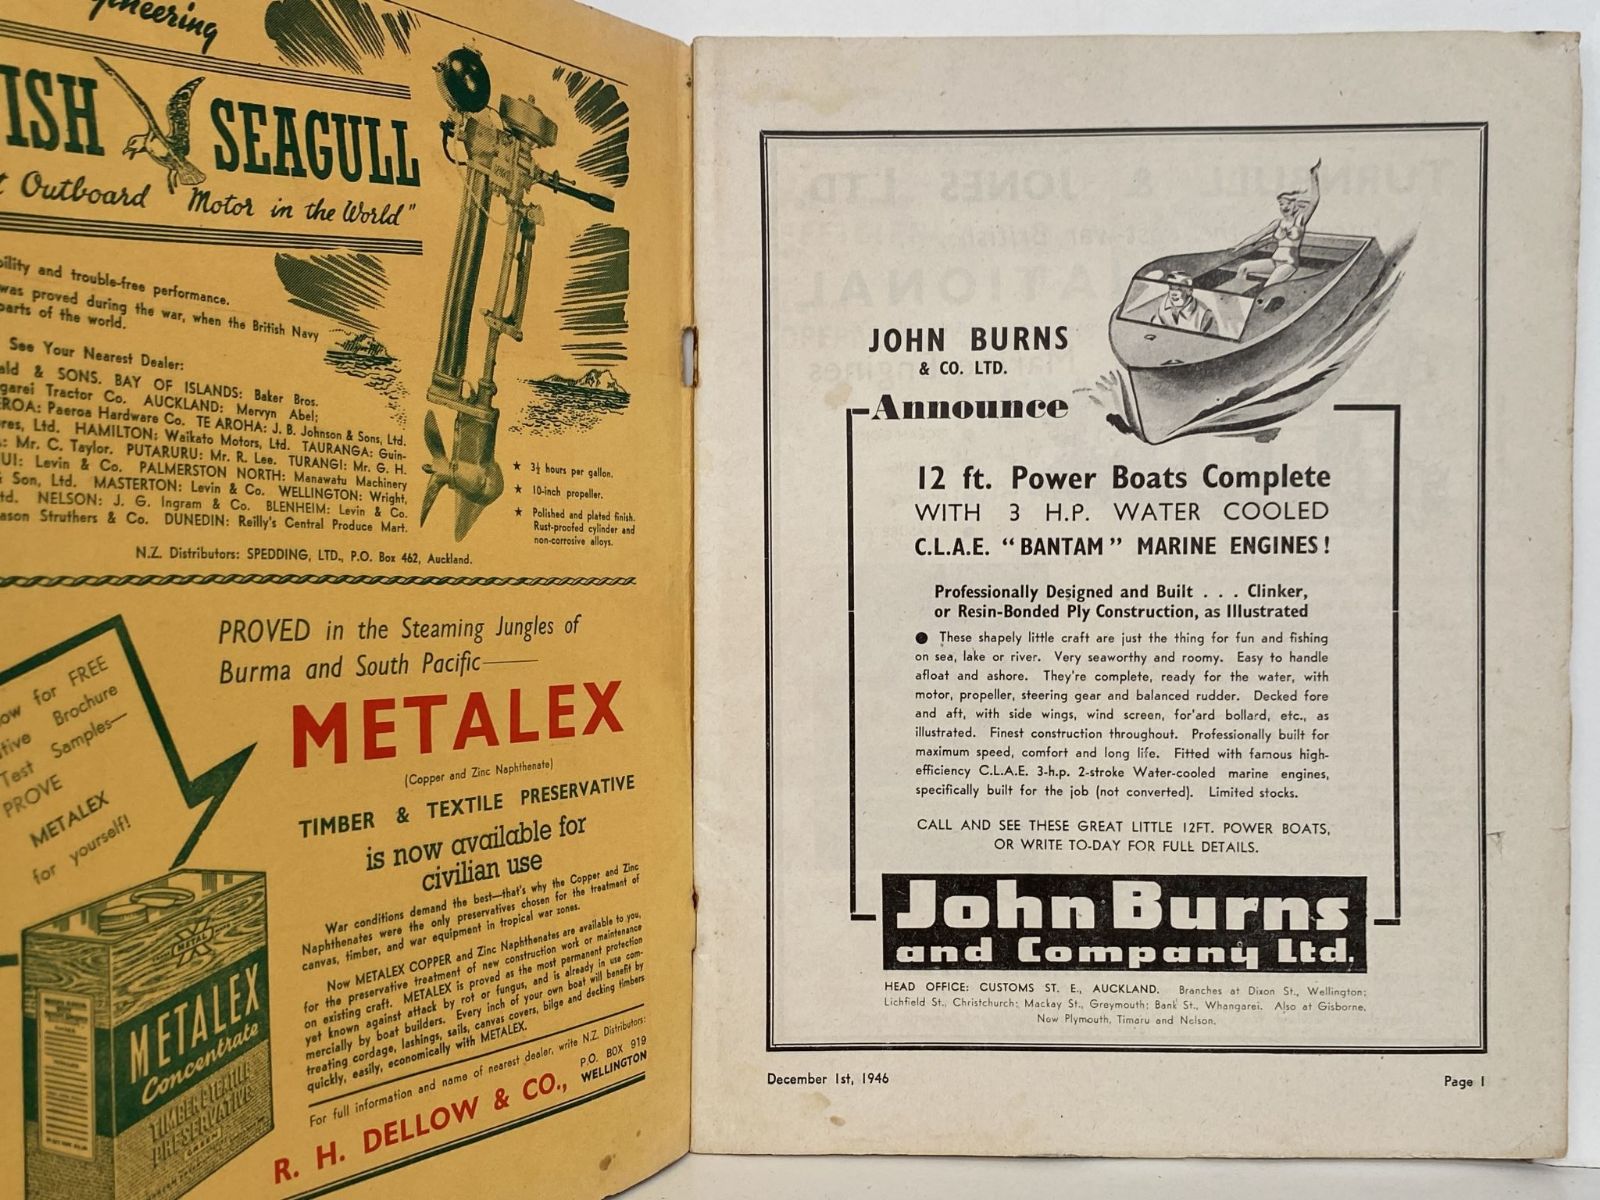 ISH SEAGULL
Outboard Motor in the World"
and trouble-free performance.
was proved during the war, when the British Navy
parts of the world.
See Your Nearest Dealer:
& SONS. BAY OF ISLANDS: Baker Bros.
Tractor Co. AUCKLAND: Mervyn Abel;
Paeroa Hardware Co. TE AROHA: J. B. Johnson & Sons, Ltd.
Ltd. HAMILTON: Waikato Motors, Ltd. TAURANGA: Guin-
Mr. C. Taylor. PUTARURU: Mr. R. Lee. TURANGI: Mr. G. H.
Levin & Co. PALMERSTON NORTH: Manawatu Machinery
& Son, Ltd. MASTERTON: Levin & Co. WELLINGTON: Wright,
NELSON: J. G. Ingram & Co. BLENHEIM: Levin & Co.
Struthers & Co. DUNEDIN: Reilly's Central Produce Mart.
★ 3½ hours per gallon.
★ 10-inch propeller.
★ Polished and plated finish.
Rust-proofed cylinder and
non-corrosive alloys.
N.Z. Distributors: SPEDDING, LTD., P.O. Box 462, Auckland.
PROVED in the Steaming Jungles of
Burma and South Pacific—
METALEX
(Copper and Zinc Naphthenate)
TIMBER & TEXTILE PRESERVATIVE
is now available for
civilian use
War conditions demand the best—that's why the Copper and Zinc
Naphthenates were the only preservatives chosen for the treatment of
canvas, timber, and war equipment in tropical war zones.
Now METALEX COPPER and Zinc Naphthenates are available to you,
for the preservative treatment of new construction work or maintenance
on existing craft. METALEX is proved as the most permanent protection
yet known against attack by rot or fungus, and is already in use com-
mercially by boat builders. Every inch of your own boat will benefit by
treating cordage, lashings, sails, canvas covers, bilge and decking timbers
quickly, easily, economically with METALEX.
For full information and name of nearest dealer, write N.Z. Distributors:
R. H. DELLOW & CO., P.O. BOX 919
WELLINGTON
for FREE
Brochure
Test Samples—
PROVE
METALEX
for yourself!
METAL X
METALEX
Concentrate
TIMBER & TEXTILE
PRESERVATIVE
GREEN
JOHN BURNS
& CO. LTD.
Announce
12 ft. Power Boats Complete
WITH 3 H.P. WATER COOLED
C.L.A.E. "BANTAM" MARINE ENGINES!
Professionally Designed and Built . . . Clinker,
or Resin-Bonded Ply Construction, as Illustrated
● These shapely little craft are just the thing for fun and fishing
on sea, lake or river. Very seaworthy and roomy. Easy to handle
afloat and ashore. They're complete, ready for the water, with
motor, propeller, steering gear and balanced rudder. Decked fore
and aft, with side wings, wind screen, for'ard bollard, etc., as
illustrated. Finest construction throughout. Professionally built for
maximum speed, comfort and long life. Fitted with famous high-
efficiency C.L.A.E. 3-h.p. 2-stroke Water-cooled marine engines,
specifically built for the job (not converted). Limited stocks.
CALL AND SEE THESE GREAT LITTLE 12FT. POWER BOATS,
OR WRITE TO-DAY FOR FULL DETAILS.
John Burns
and Company Ltd.
HEAD OFFICE: CUSTOMS ST. E., AUCKLAND. Branches at Dixon St., Wellington;
Lichfield St., Christchurch; Mackay St., Greymouth; Bank St., Whangarei. Also at Gisborne,
New Plymouth, Timaru and Nelson.
December 1st, 1946
Page 1